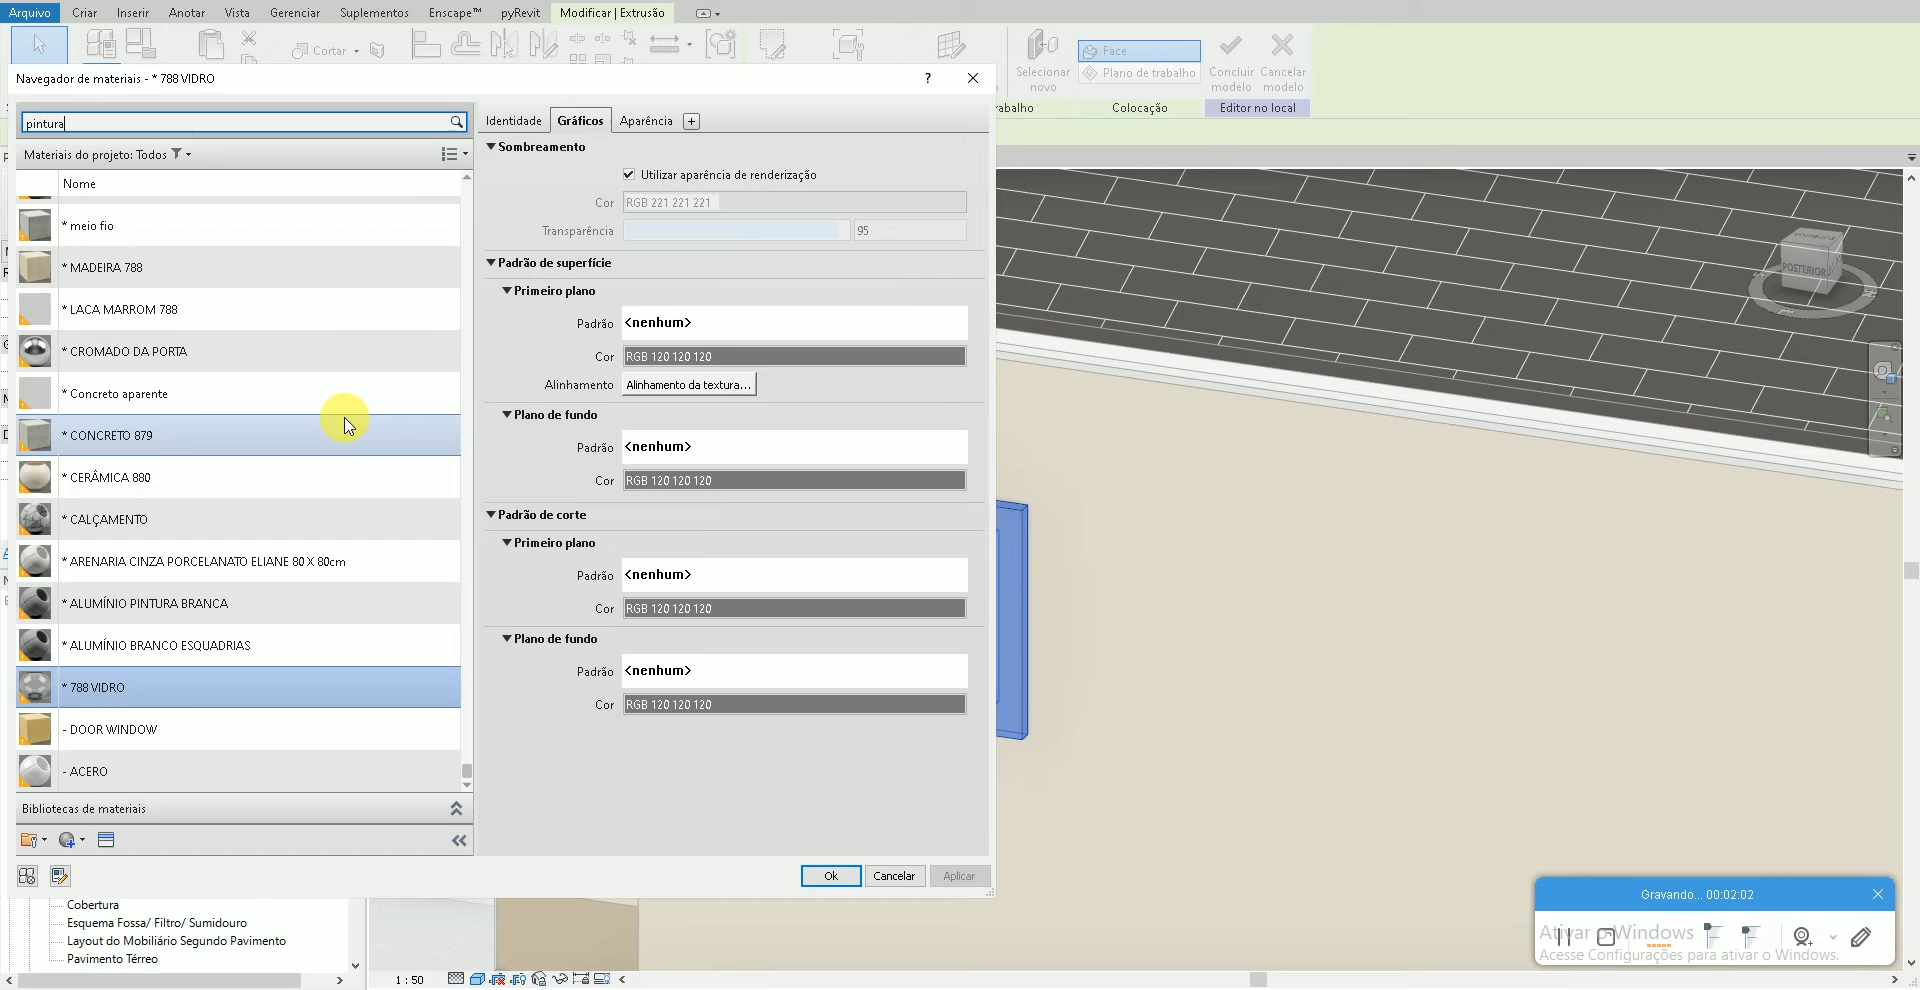 Arquivo Criar Inserir Anotar Vista Gerenciar Suplementos Enscape™ pyRevit Modificar | Extrusão
Cortar
Face
Plano de trabalho
Selecionar novo
Concluir modelo
Cancelar modelo
abalho
Colocação
Editor no local
Navegador de materiais - * 788 VIDRO
?
pintura
Materiais do projeto: Todos
Nome
* meio fio
* MADEIRA 788
* LACA MARROM 788
* CROMADO DA PORTA
* Concreto aparente
* CONCRETO 879
* CERÂMICA 880
* CALÇAMENTO
* ARENARIA CINZA PORCELANATO ELIANE 80 X 80cm
* ALUMÍNIO PINTURA BRANCA
* ALUMÍNIO BRANCO ESQUADRIAS
* 788 VIDRO
- DOOR WINDOW
- ACERO
Bibliotecas de materiais
Identidade Gráficos Aparência +
Sombreamento
Utilizar aparência de renderização
Cor RGB 221 221 221
Transparência 95
Padrão de superfície
Primeiro plano
Padrão <nenhum>
Cor RGB 120 120 120
Alinhamento Alinhamento da textura...
Plano de fundo
Padrão <nenhum>
Cor RGB 120 120 120
Padrão de corte
Primeiro plano
Padrão <nenhum>
Cor RGB 120 120 120
Plano de fundo
Padrão <nenhum>
Cor RGB 120 120 120
Ok Cancelar Aplicar
POSTERIOR
Cobertura
Esquema Fossa/ Filtro/ Sumidouro
Layout do Mobiliário Segundo Pavimento
Pavimento Térreo
1 : 50
Gravando... 00:02:02
Ativar o Windows
Acesse Configurações para ativar o Windows.